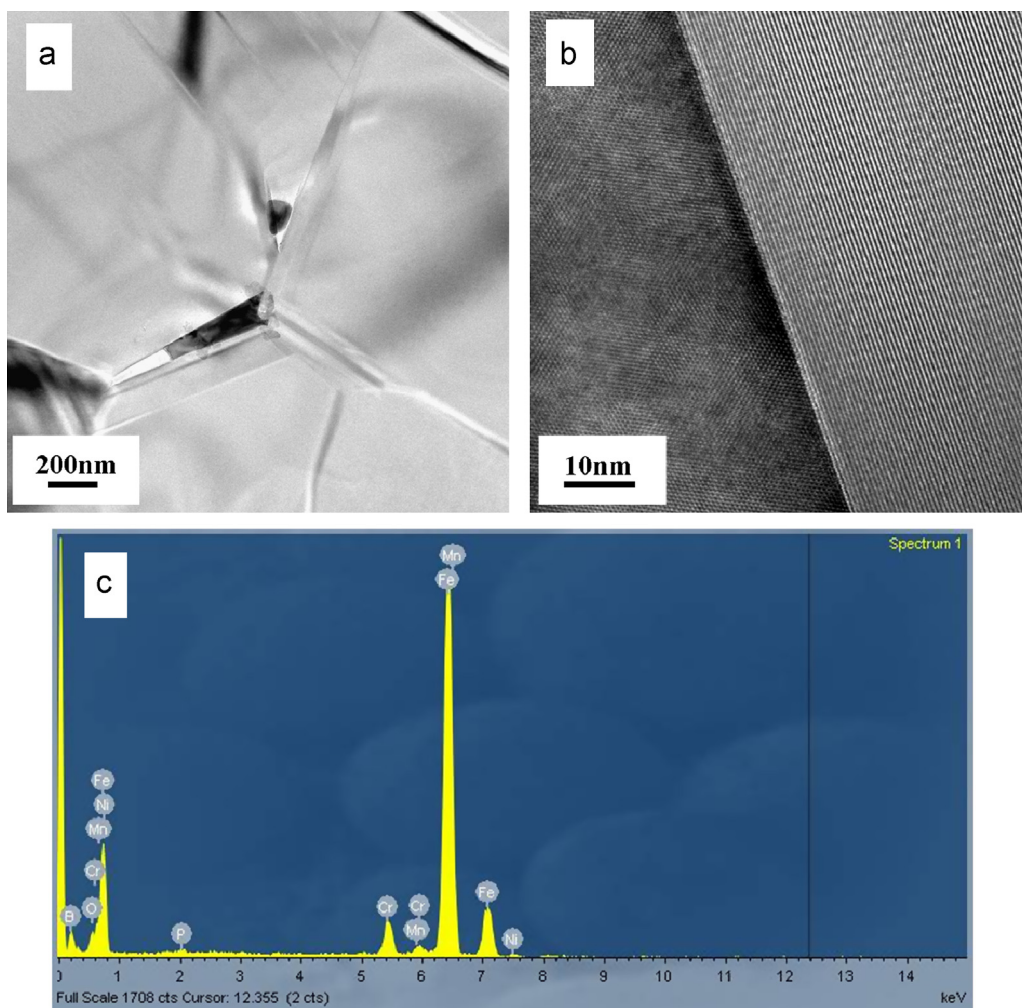 a
200nm
b
10nm
c
Spectrum 1
Mn
Fe
Fe
Ni
Mn
Cr
O
B
P
Cr
Cr
Mn
Fe
Ni
0 1 2 3 4 5 6 7 8 9 10 11 12 13 14
Full Scale 1708 cts Cursor: 12.355 (2 cts) keV